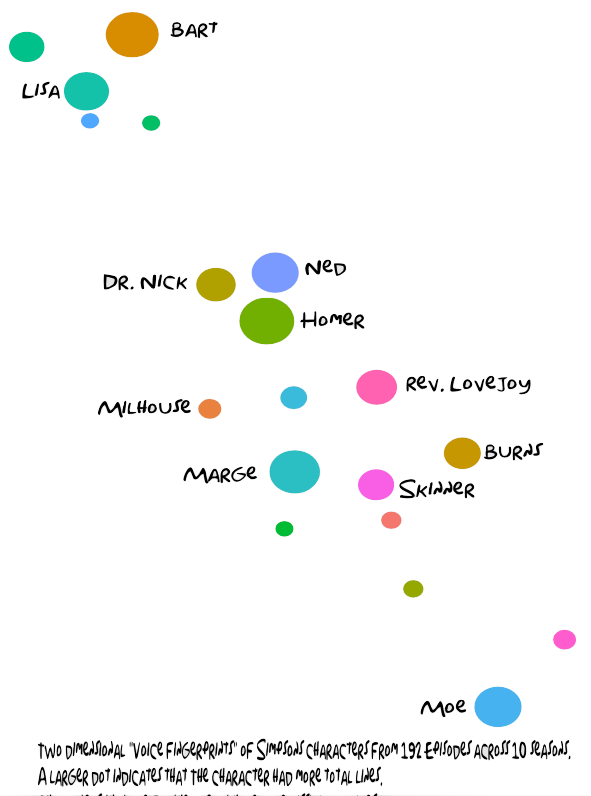 BART
LISA
NED
DR. NICK
HOMER
REV. LOVEJOY
MILHOUSE
BURNS
MARGE
SKINNER
MOE
TWO DIMENSIONAL "VOICE FINGERPRINTS" OF SIMPSONS CHARACTERS FROM 192 EPISODES ACROSS 10 SEASONS.
A LARGER DOT INDICATES THAT THE CHARACTER HAD MORE TOTAL LINES.